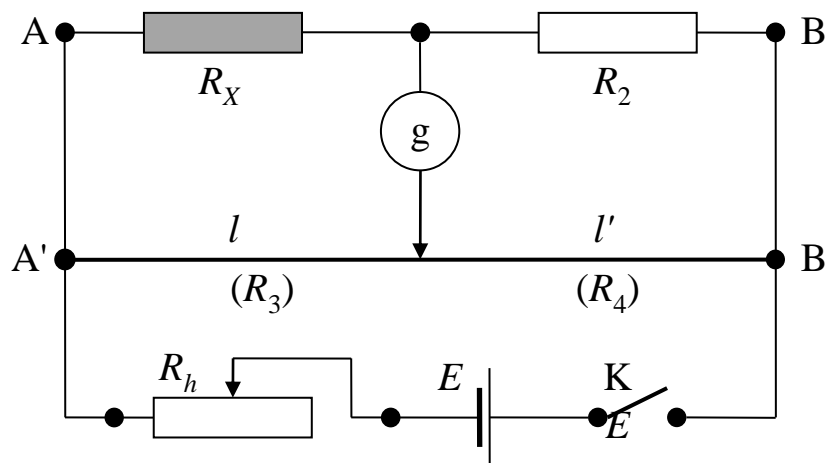 A B
R_X R_2
g
l l'
A' B
(R_3) (R_4)
R_h E K
E